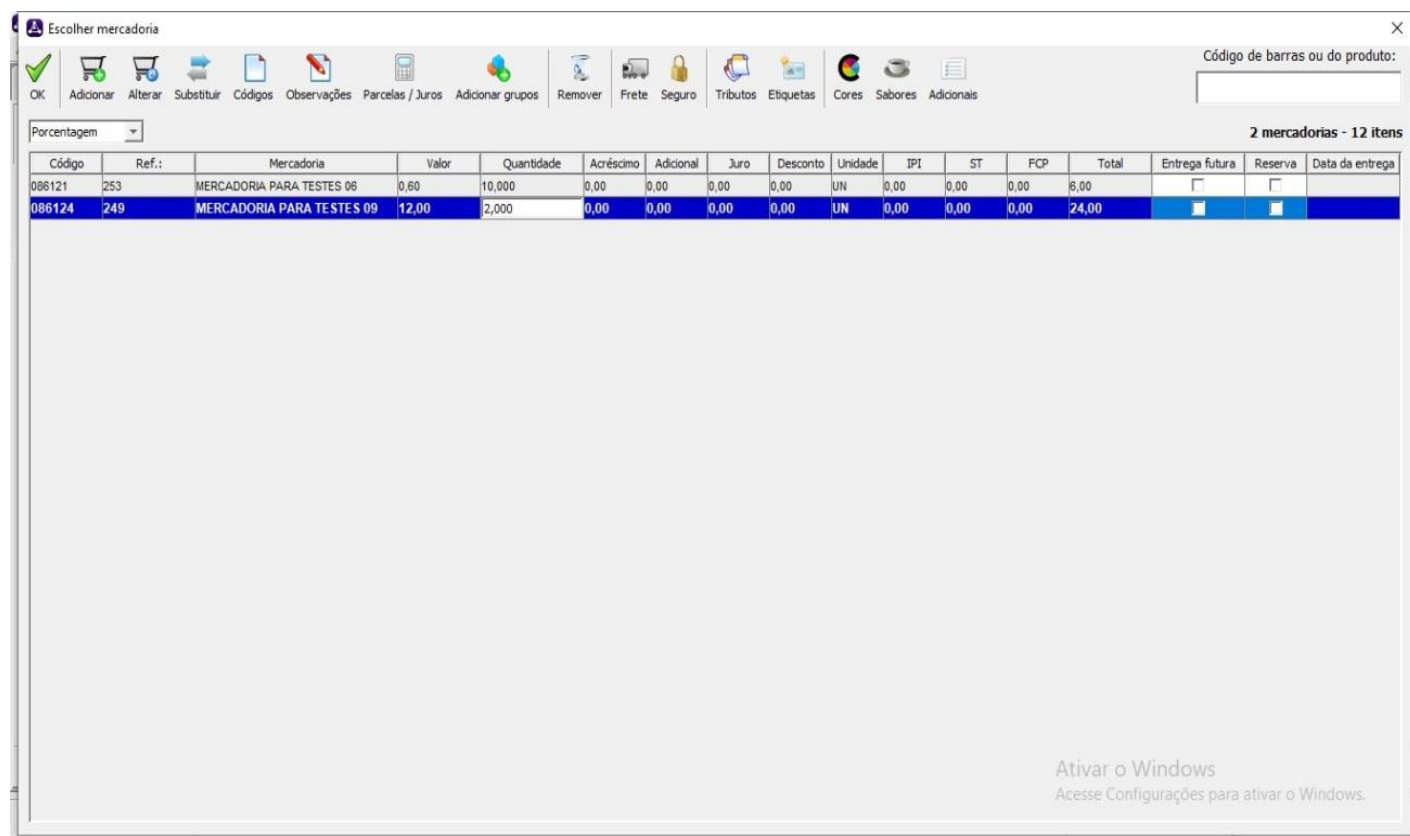 Escolher mercadoria
Código de barras ou do produto:
OK Adicionar Alterar Substituir Códigos Observações Parcelas / Juros Adicionar grupos Remover Frete Seguro Tributos Etiquetas Cores Sabores Adicionais
Porcentagem 2 mercadorias - 12 itens
Código Ref.: Mercadoria Valor Quantidade Acréscimo Adicional Juro Desconto Unidade IPI ST FCP Total Entrega futura Reserva Data da entrega
086121 253 MERCADORIA PARA TESTES 06 0,60 10,000 0,00 0,00 0,00 0,00 UN 0,00 0,00 0,00 6,00
086124 249 MERCADORIA PARA TESTES 09 12,00 2,000 0,00 0,00 0,00 0,00 UN 0,00 0,00 0,00 24,00
Ativar o Windows
Acesse Configurações para ativar o Windows.